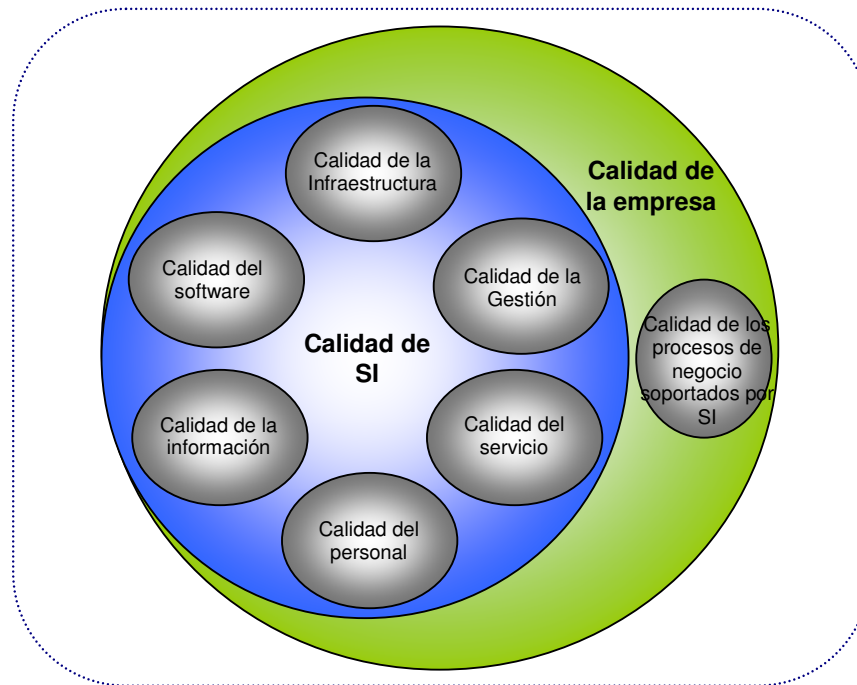 Calidad de la
Infraestructura
Calidad de
la empresa
Calidad del
software
Calidad de la
Gestión
Calidad de
SI
Calidad de los
procesos de
negocio
soportados por
SI
Calidad de la
información
Calidad del
servicio
Calidad del
personal